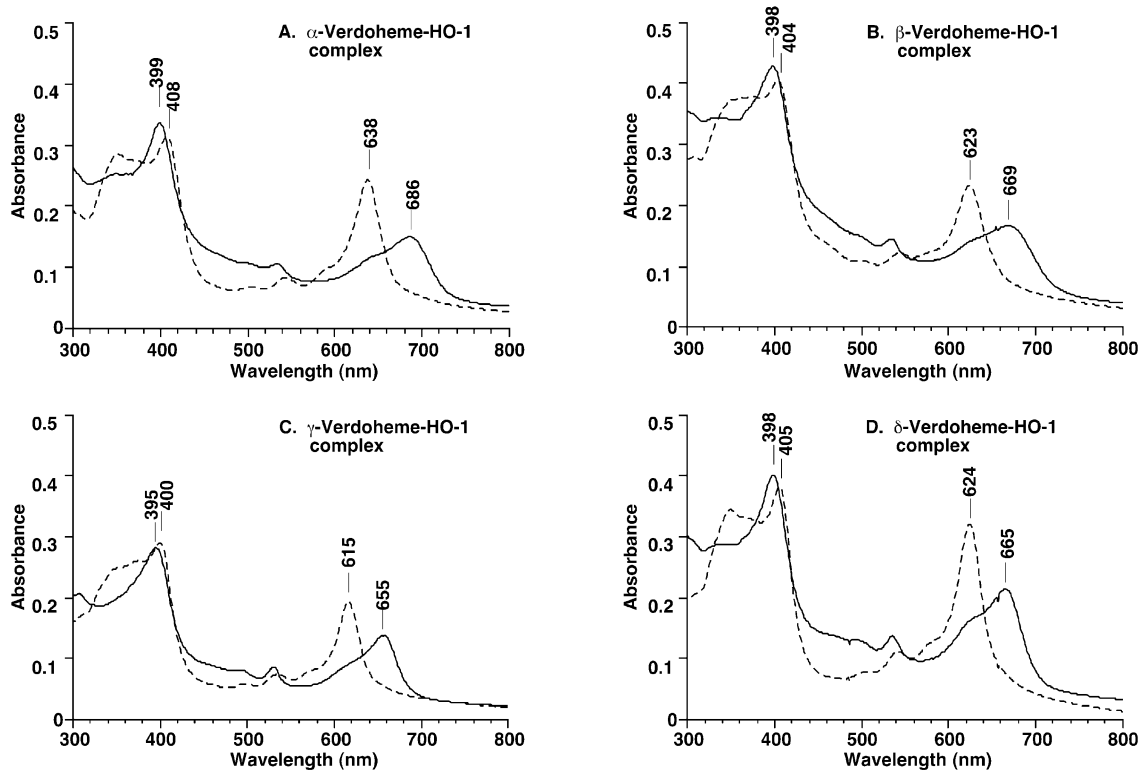 A. α-Verdoheme-HO-1
complex
0.5
0.4
0.3
0.2
0.1
0
Absorbance
399
408
638
686
300 400 500 600 700 800
Wavelength (nm)
B. β-Verdoheme-HO-1
complex
0.5
0.4
0.3
0.2
0.1
0
Absorbance
398
404
623
669
300 400 500 600 700 800
Wavelength (nm)
C. γ-Verdoheme-HO-1
complex
0.5
0.4
0.3
0.2
0.1
0
Absorbance
395
400
615
655
300 400 500 600 700 800
Wavelength (nm)
D. δ-Verdoheme-HO-1
complex
0.5
0.4
0.3
0.2
0.1
0
Absorbance
398
405
624
665
300 400 500 600 700 800
Wavelength (nm)